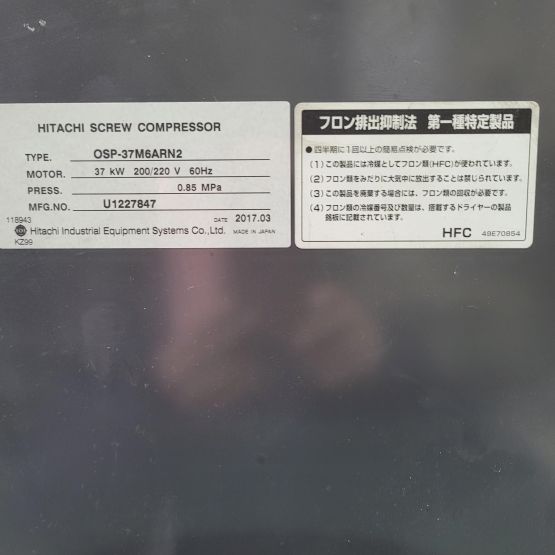 HITACHI SCREW COMPRESSOR
TYPE. OSP-37M6ARN2
MOTOR. 37 kW 200/220 V 60Hz
PRESS. 0.85 MPa
MFG.NO. U1227847
118943 DATE 2017.03
Hitachi Industrial Equipment Systems Co.,Ltd. MADE IN JAPAN
KZ99
フロン排出抑制法 第一種特定製品
●四半期に1回以上の簡易点検が必要です。
(1)この製品には冷媒としてフロン類(HFC)が使われています。
(2)フロン類をみだりに大気中に放出することは禁じられています。
(3)この製品を廃棄する場合には、フロン類の回収が必要です。
(4)フロン類の冷媒番号及び数量は、搭載するドライヤーの製品
銘板に記載されています。
HFC 49E70854